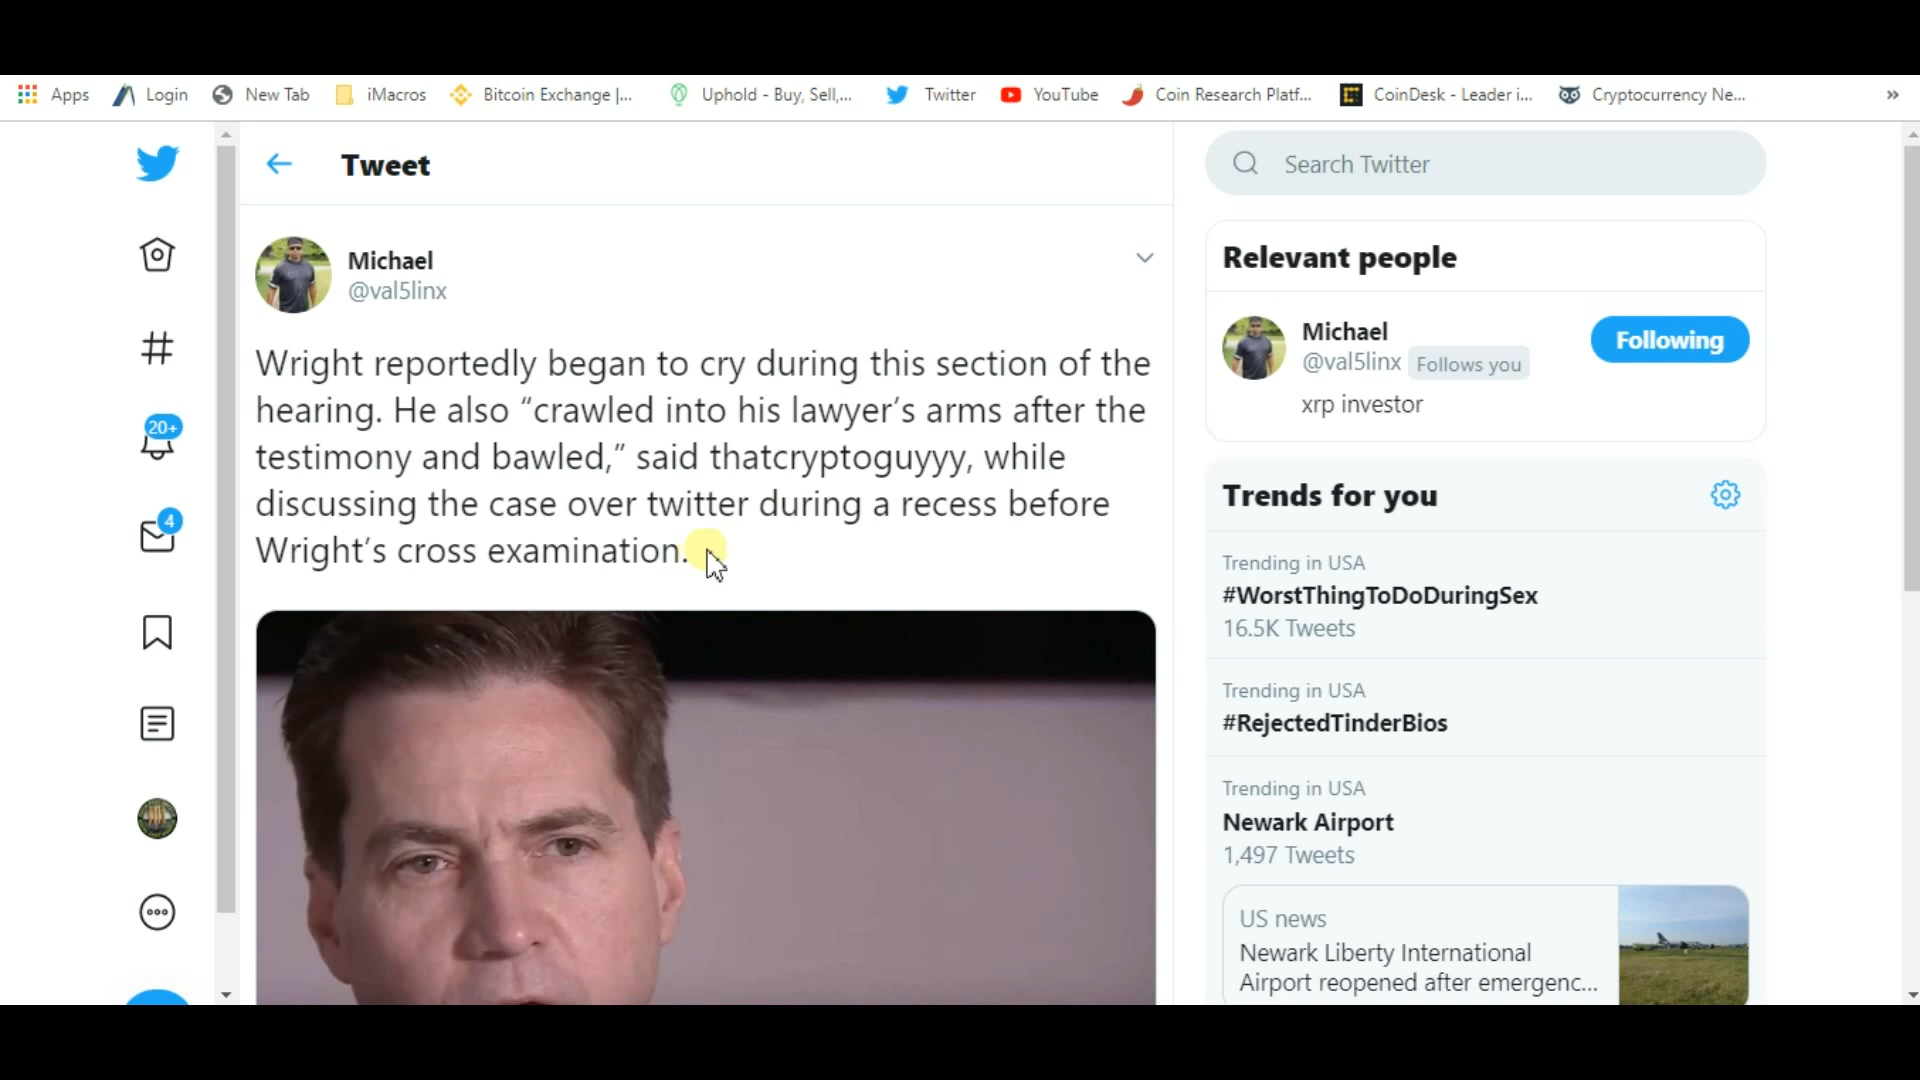 Apps Login New Tab iMacros Bitcoin Exchange |... Uphold - Buy, Sell,... Twitter YouTube Coin Research Platf... CoinDesk - Leader i... Cryptocurrency Ne... »
Tweet
Michael
@val5linx
Wright reportedly began to cry during this section of the
hearing. He also “crawled into his lawyer’s arms after the
testimony and bawled,” said thatcryptoguyyy, while
discussing the case over twitter during a recess before
Wright’s cross examination.
20+
4
Search Twitter
Relevant people
Michael
@val5linx Follows you
Following
xrp investor
Trends for you
Trending in USA
#WorstThingToDoDuringSex
16.5K Tweets
Trending in USA
#RejectedTinderBios
Trending in USA
Newark Airport
1,497 Tweets
US news
Newark Liberty International
Airport reopened after emergenc...